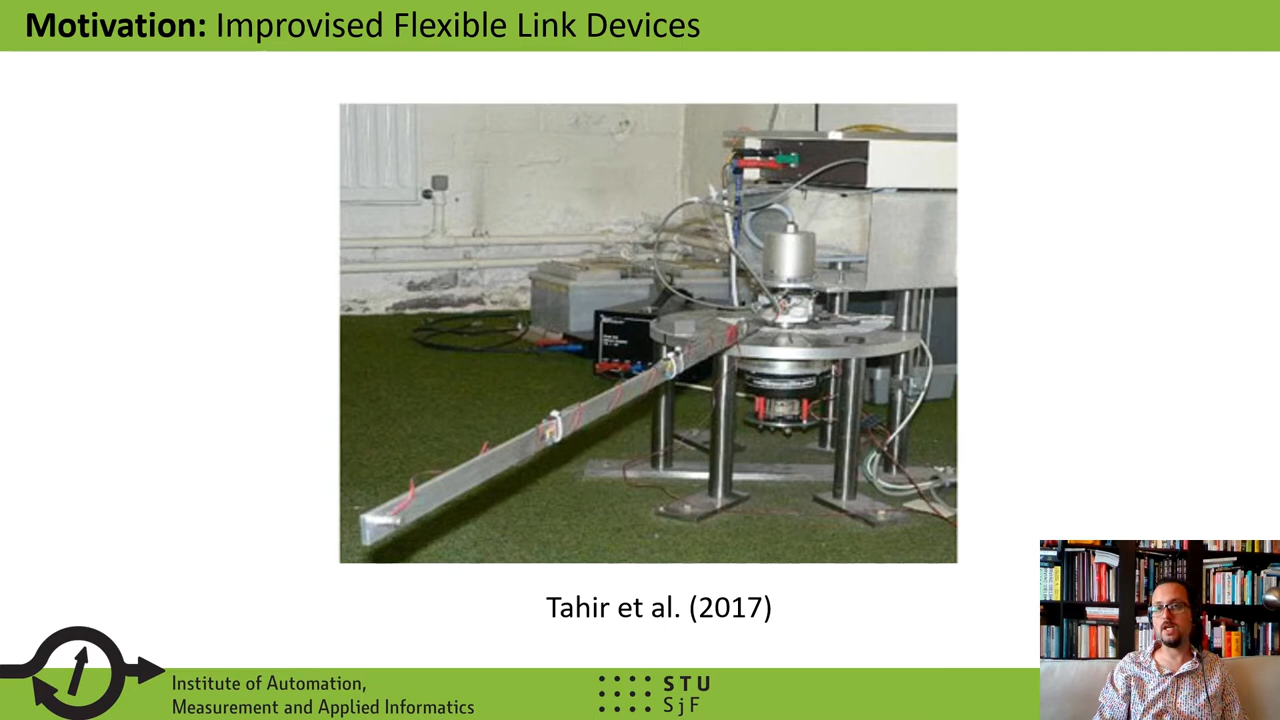 Motivation: Improvised Flexible Link Devices
Tahir et al. (2017)
Institute of Automation,
Measurement and Applied Informatics
STU
SjF